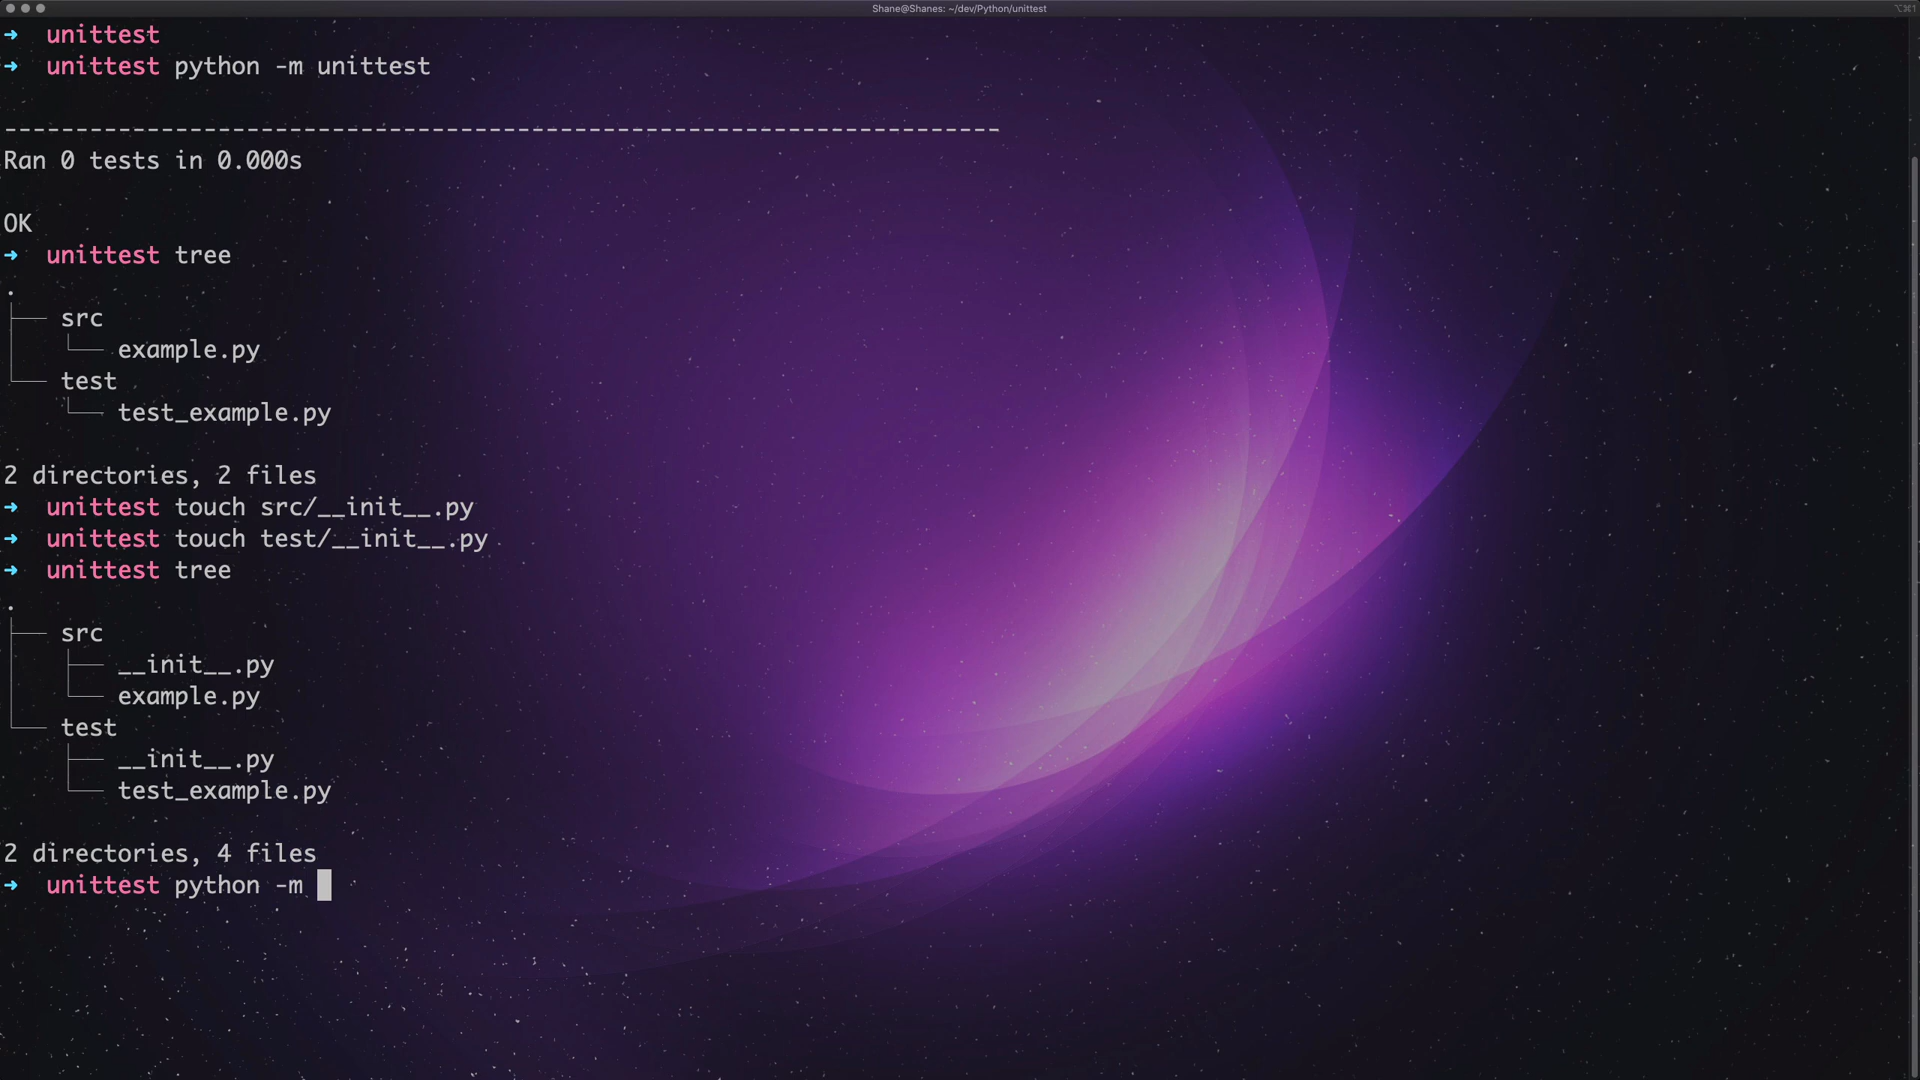 Shane@Shanes: ~/dev/Python/unittest
⌥⌘1
➜ unittest
➜ unittest python -m unittest
----------------------------------------------------------------------
Ran 0 tests in 0.000s
OK
➜ unittest tree
.
├── src
│   └── example.py
└── test
    └── test_example.py
2 directories, 2 files
➜ unittest touch src/__init__.py
➜ unittest touch test/__init__.py
➜ unittest tree
.
├── src
│   ├── __init__.py
│   └── example.py
└── test
    ├── __init__.py
    └── test_example.py
2 directories, 4 files
➜ unittest python -m